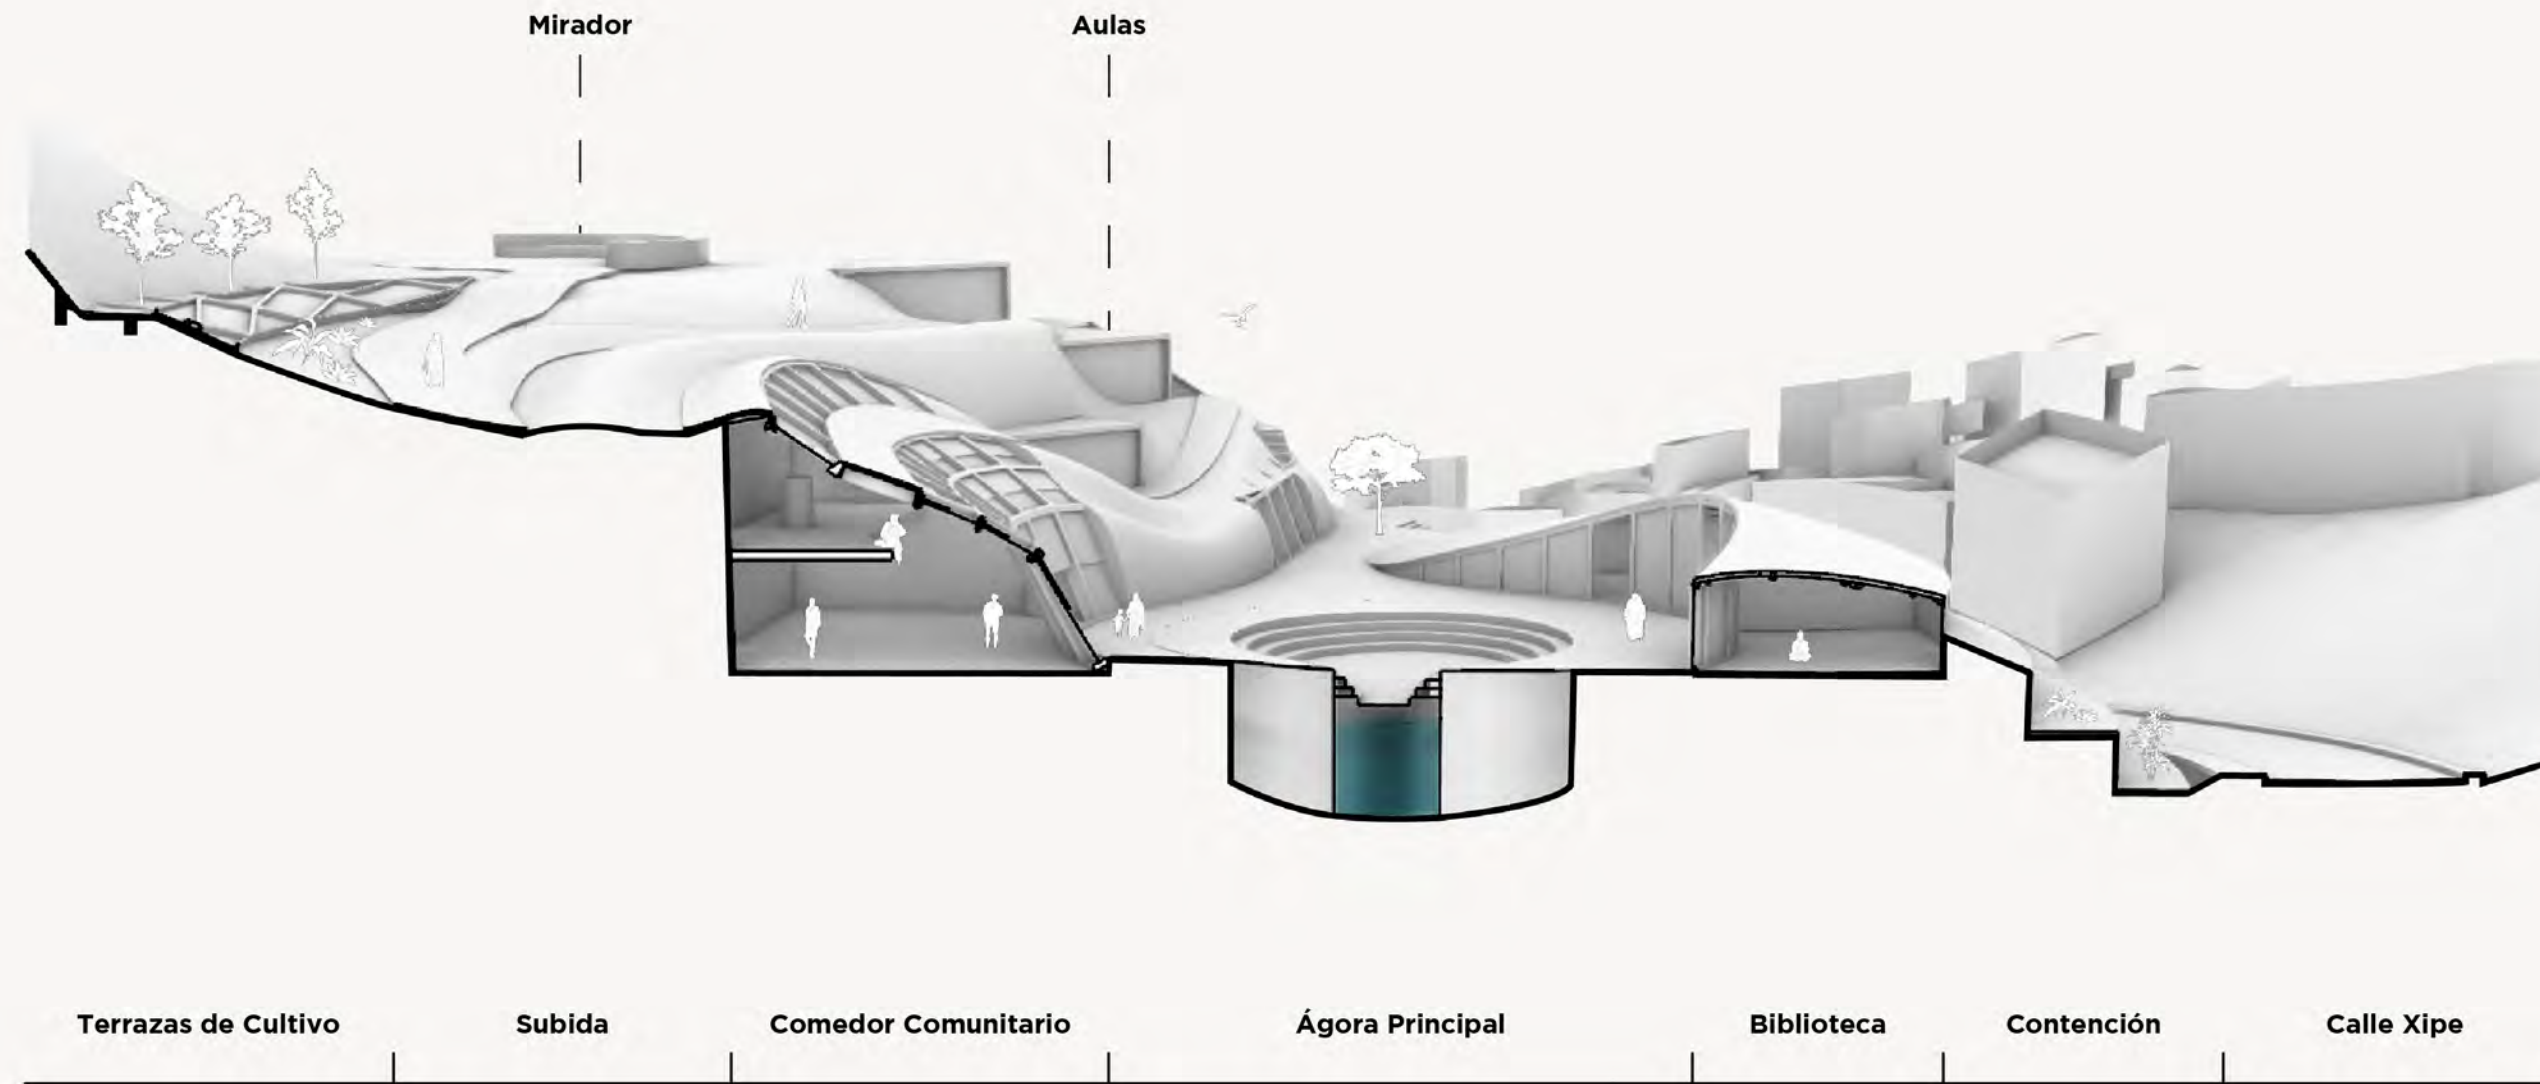 Mirador
Aulas
Terrazas de Cultivo
Subida
Comedor Comunitario
Ágora Principal
Biblioteca
Contención
Calle Xipe